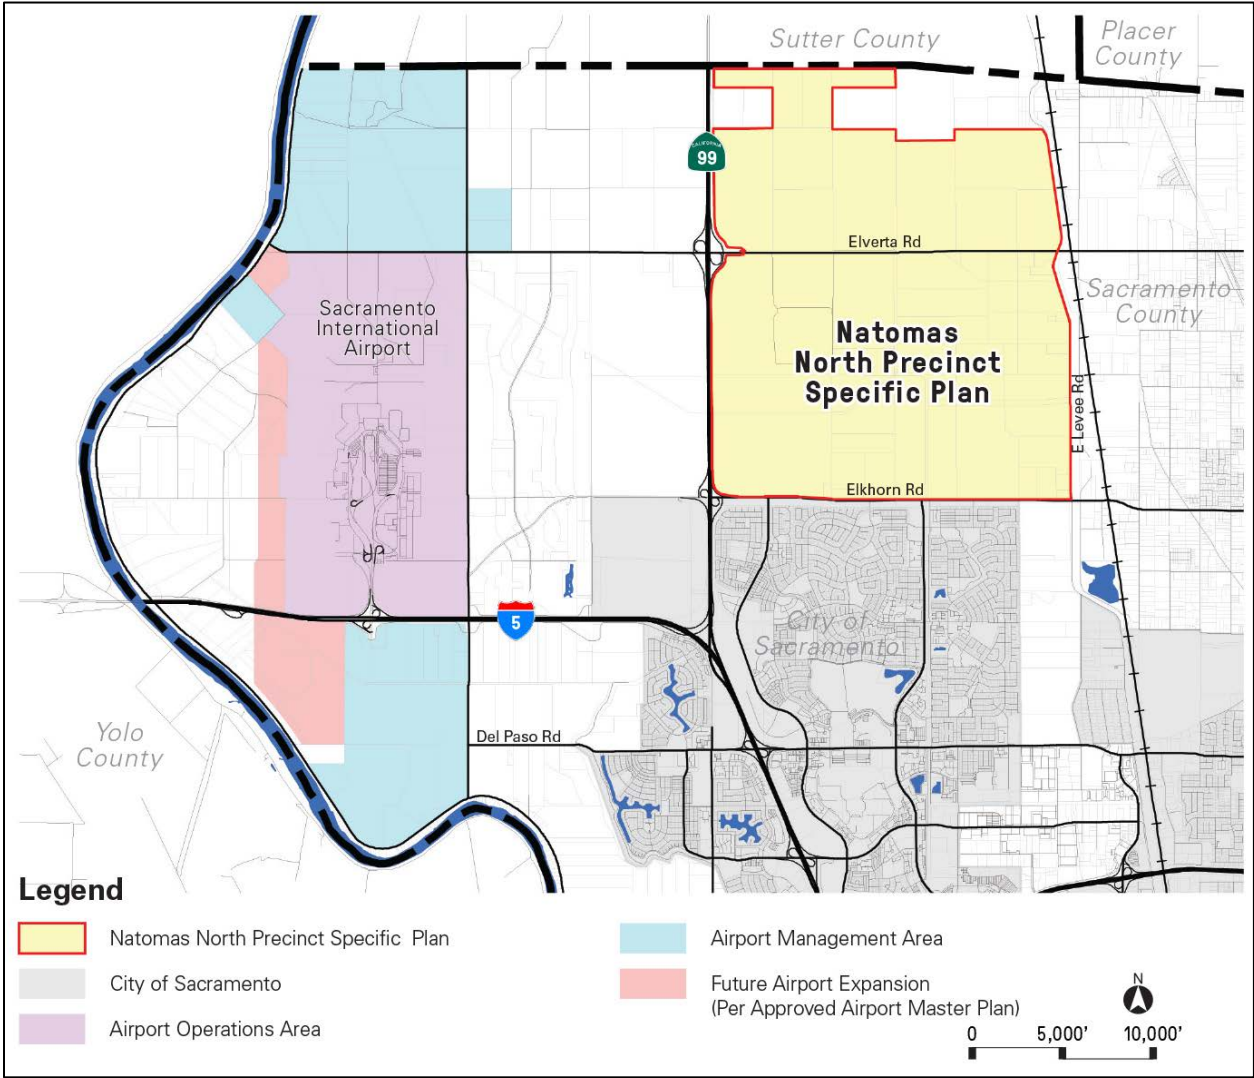 Sutter County
Placer
County
CALIFORNIA
99
Elverta Rd
Sacramento
International
Airport
Sacramento
County
Natomas
North Precinct
Specific Plan
E Levee Rd
Elkhorn Rd
5
City of
Sacramento
Yolo
County
Del Paso Rd
Legend
Natomas North Precinct Specific Plan
City of Sacramento
Airport Operations Area
Airport Management Area
Future Airport Expansion
(Per Approved Airport Master Plan)
N
0 5,000' 10,000'